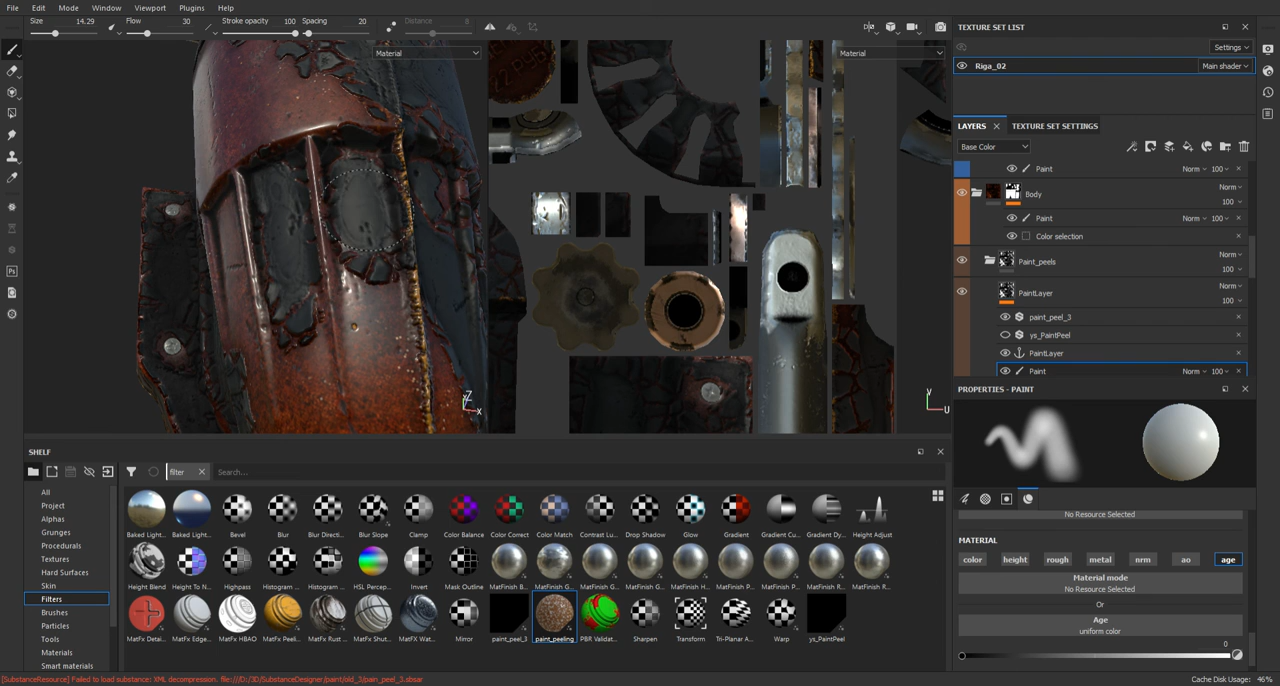 File Edit Mode Window Viewport Plugins Help
Size 14.29 Flow 30 Stroke opacity 100 Spacing 20 Distance 8
Material
Material
TEXTURE SET LIST
Settings
Riga_02 Main shader
LAYERS TEXTURE SET SETTINGS
Base Color
Paint Norm 100
Body Norm 100
Paint Norm 100
Color selection
Paint_peels Norm 100
PaintLayer Norm 100
paint_peel_3
ys_PaintPeel
PaintLayer
Paint Norm 100
PROPERTIES - PAINT
No Resource Selected
MATERIAL
color height rough metal nrm ao age
Material mode
No Resource Selected
Or
Age
uniform color
0
Z
X
V
U
SHELF
filter Search...
All
Project
Alphas
Grunges
Procedurals
Textures
Hard Surfaces
Skin
Filters
Brushes
Particles
Tools
Materials
Smart materials
Baked Light... Baked Light... Bevel Blur Blur Directi... Blur Slope Clamp Color Balance Color Correct Color Match Contrast Lu... Drop Shadow Glow Gradient Gradient Cu... Gradient Dy... Height Adjust
Height Blend Height To N... Highpass Histogram ... Histogram ... HSL Percep... Invert Mask Outline MatFinish B... MatFinish G... MatFinish G... MatFinish H... MatFinish P... MatFinish P... MatFinish P... MatFinish R... MatFinish R...
MatFx Detai... MatFx Edge... MatFx HBAO MatFx Peeli... MatFx Rust ... MatFx Shut... MatFX Wat... Mirror paint_peel_3 paint_peeling PBR Validat... Sharpen Transform Tri-Planar A... Warp ys_PaintPeel
[SubstanceResource] Failed to load substance: XML decompression. file:///D:/3D/SubstanceDesigner/paint/old_3/pain_peel_3.sbsar
Cache Disk Usage: 46%